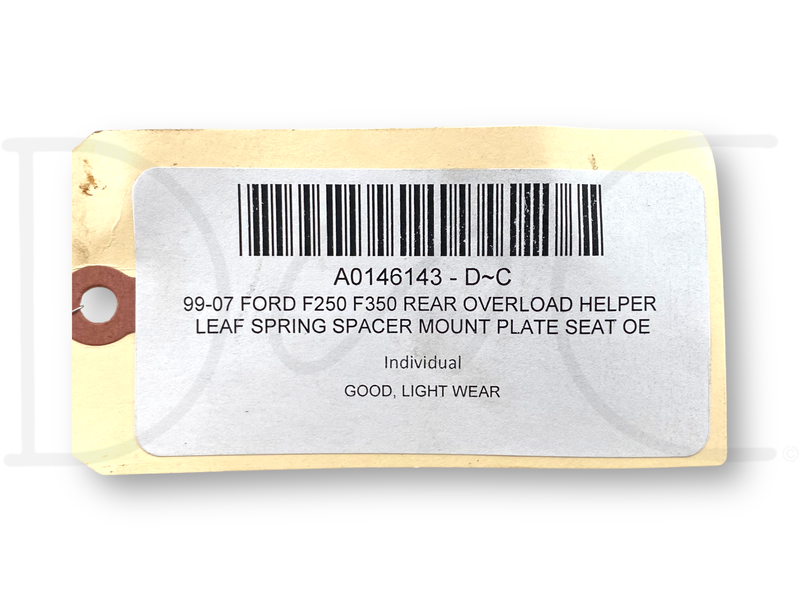 A0146143 - D~C
99-07 FORD F250 F350 REAR OVERLOAD HELPER
LEAF SPRING SPACER MOUNT PLATE SEAT OE
Individual
GOOD, LIGHT WEAR